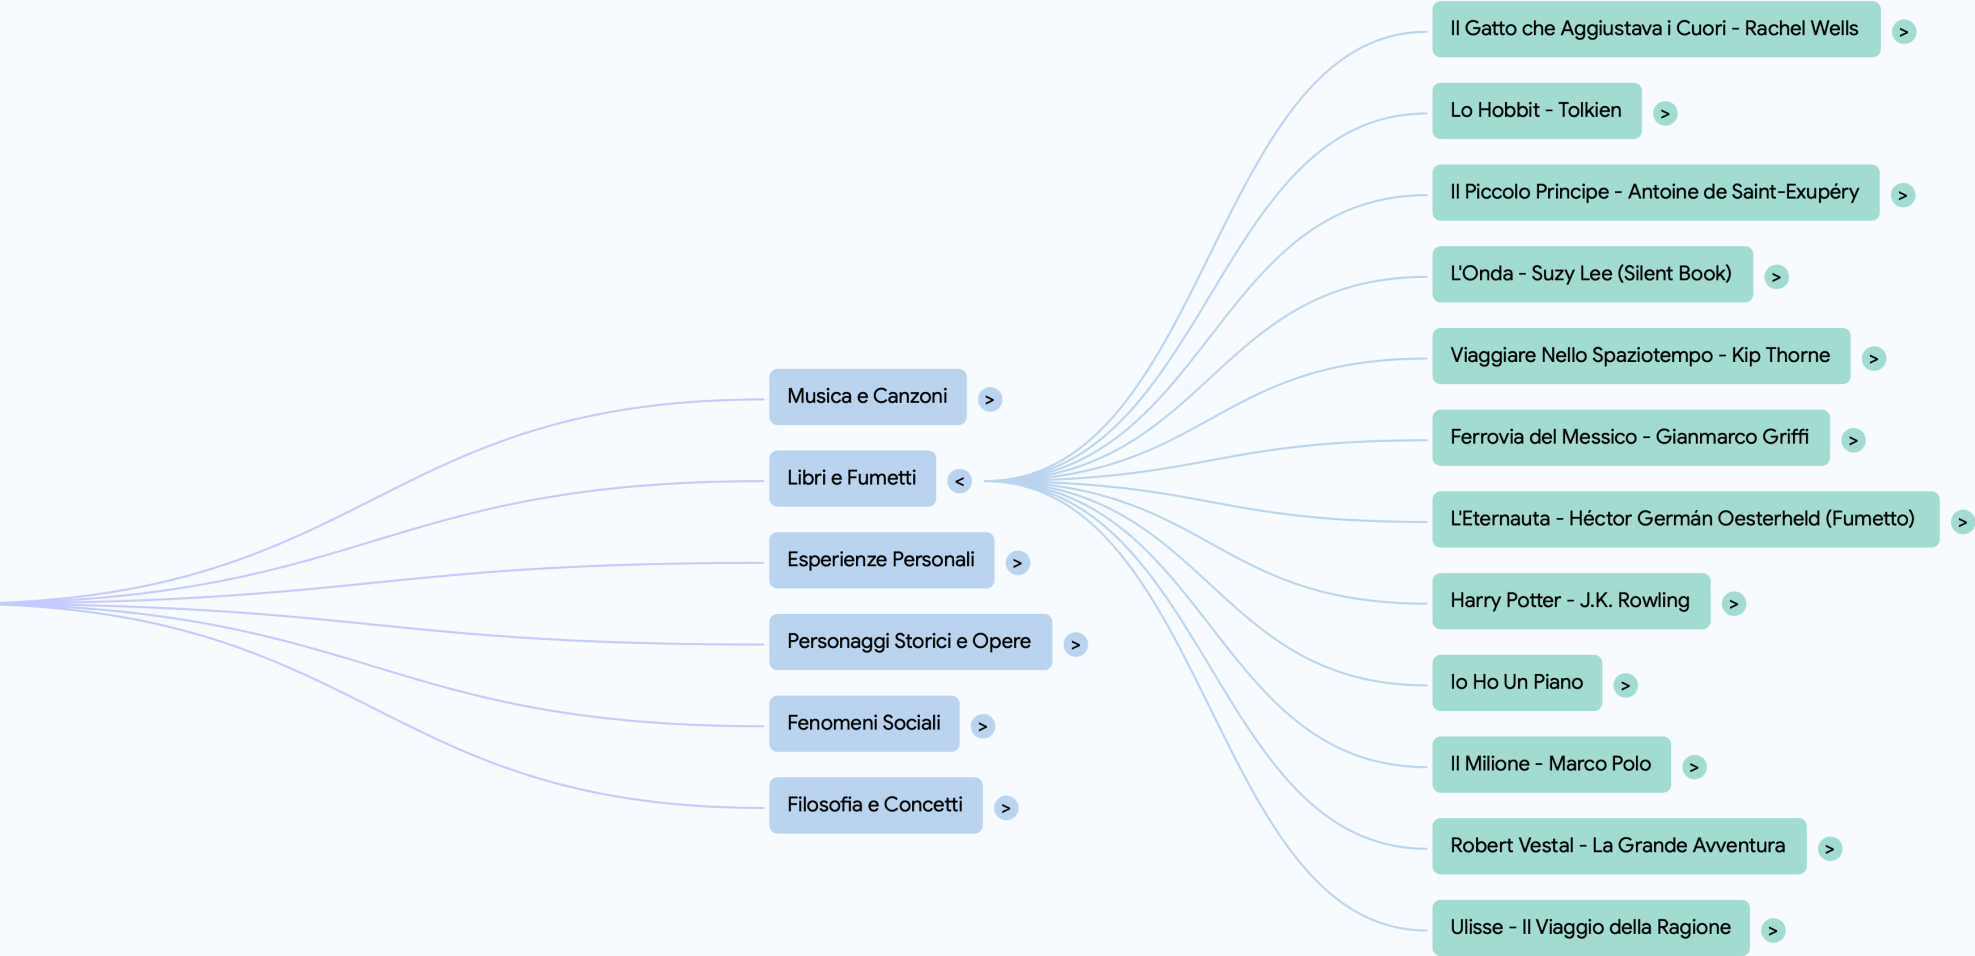 Musica e Canzoni >
Libri e Fumetti <
Esperienze Personali >
Personaggi Storici e Opere >
Fenomeni Sociali >
Filosofia e Concetti >
Il Gatto che Aggiustava i Cuori - Rachel Wells >
Lo Hobbit - Tolkien >
Il Piccolo Principe - Antoine de Saint-Exupéry >
L'Onda - Suzy Lee (Silent Book) >
Viaggiare Nello Spaziotempo - Kip Thorne >
Ferrovia del Messico - Gianmarco Griffi >
L'Eternauta - Héctor Germán Oesterheld (Fumetto) >
Harry Potter - J.K. Rowling >
Io Ho Un Piano >
Il Milione - Marco Polo >
Robert Vestal - La Grande Avventura >
Ulisse - Il Viaggio della Ragione >